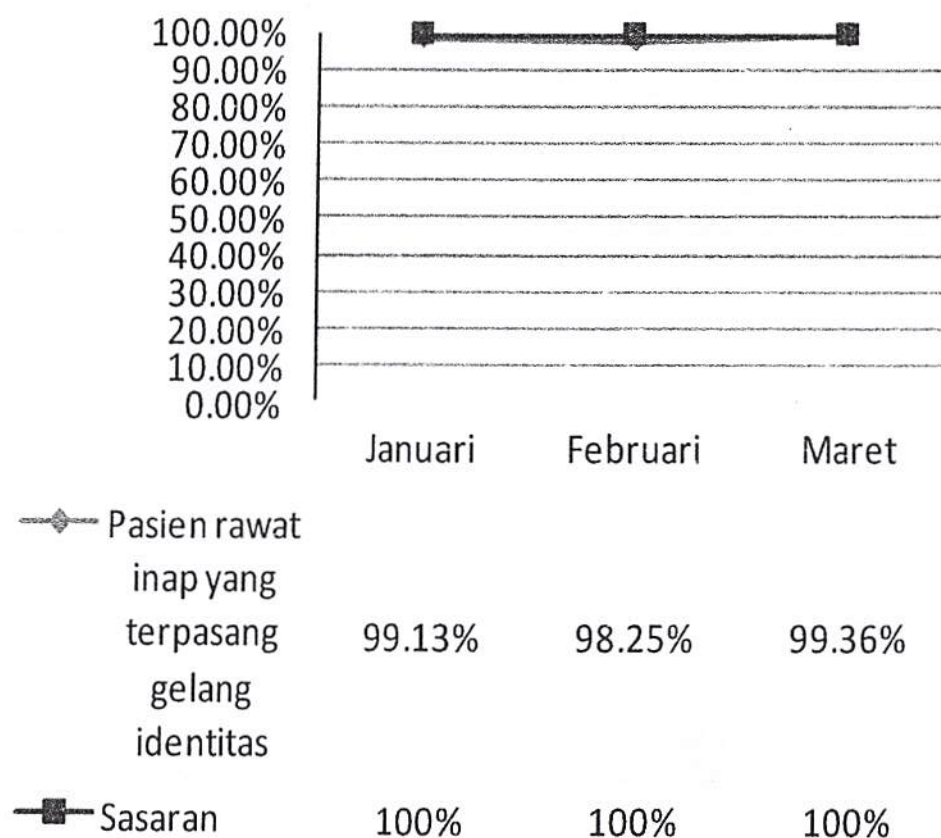 100.00%
90.00%
80.00%
70.00%
60.00%
50.00%
40.00%
30.00%
20.00%
10.00%
0.00%
Januari Februari Maret
Pasien rawat
inap yang
terpasang 99.13% 98.25% 99.36%
gelang
identitas
Sasaran 100% 100% 100%